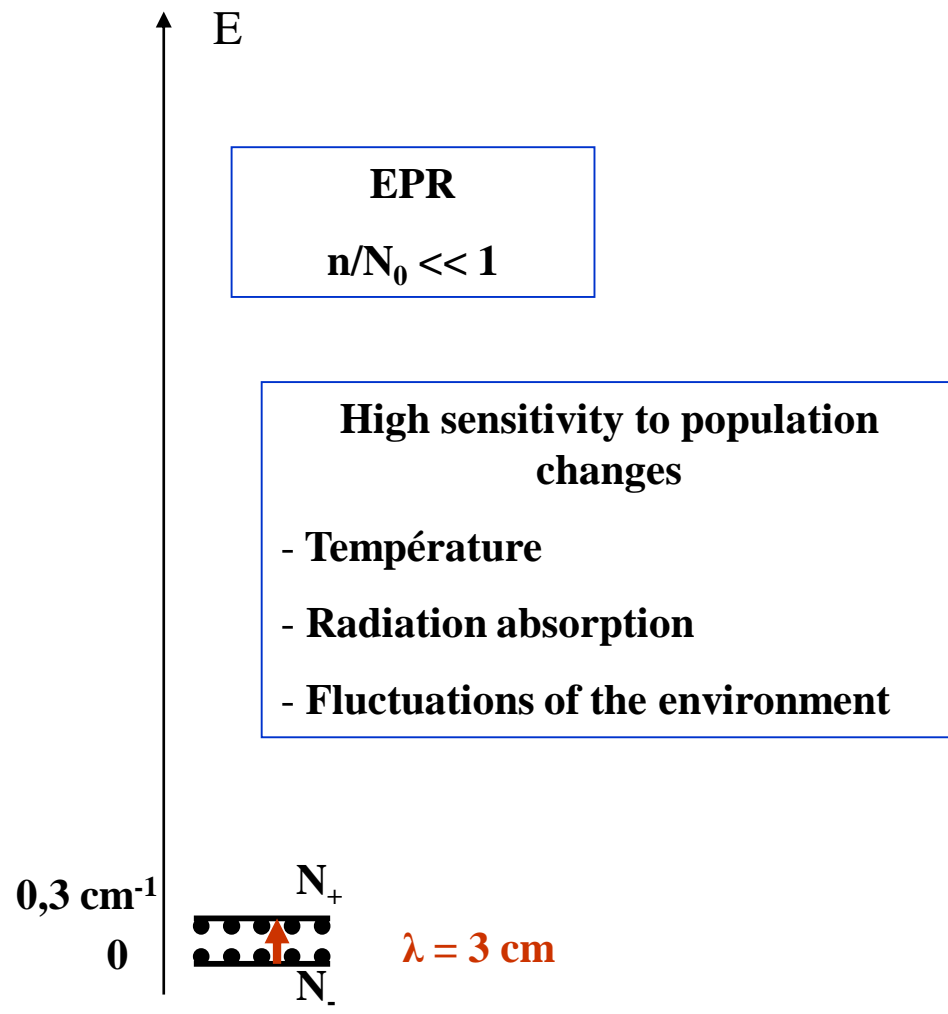 E
EPR
n/N₀ << 1
High sensitivity to population
changes
- Température
- Radiation absorption
- Fluctuations of the environment
N₊
0,3 cm⁻¹
0
λ = 3 cm
N₋